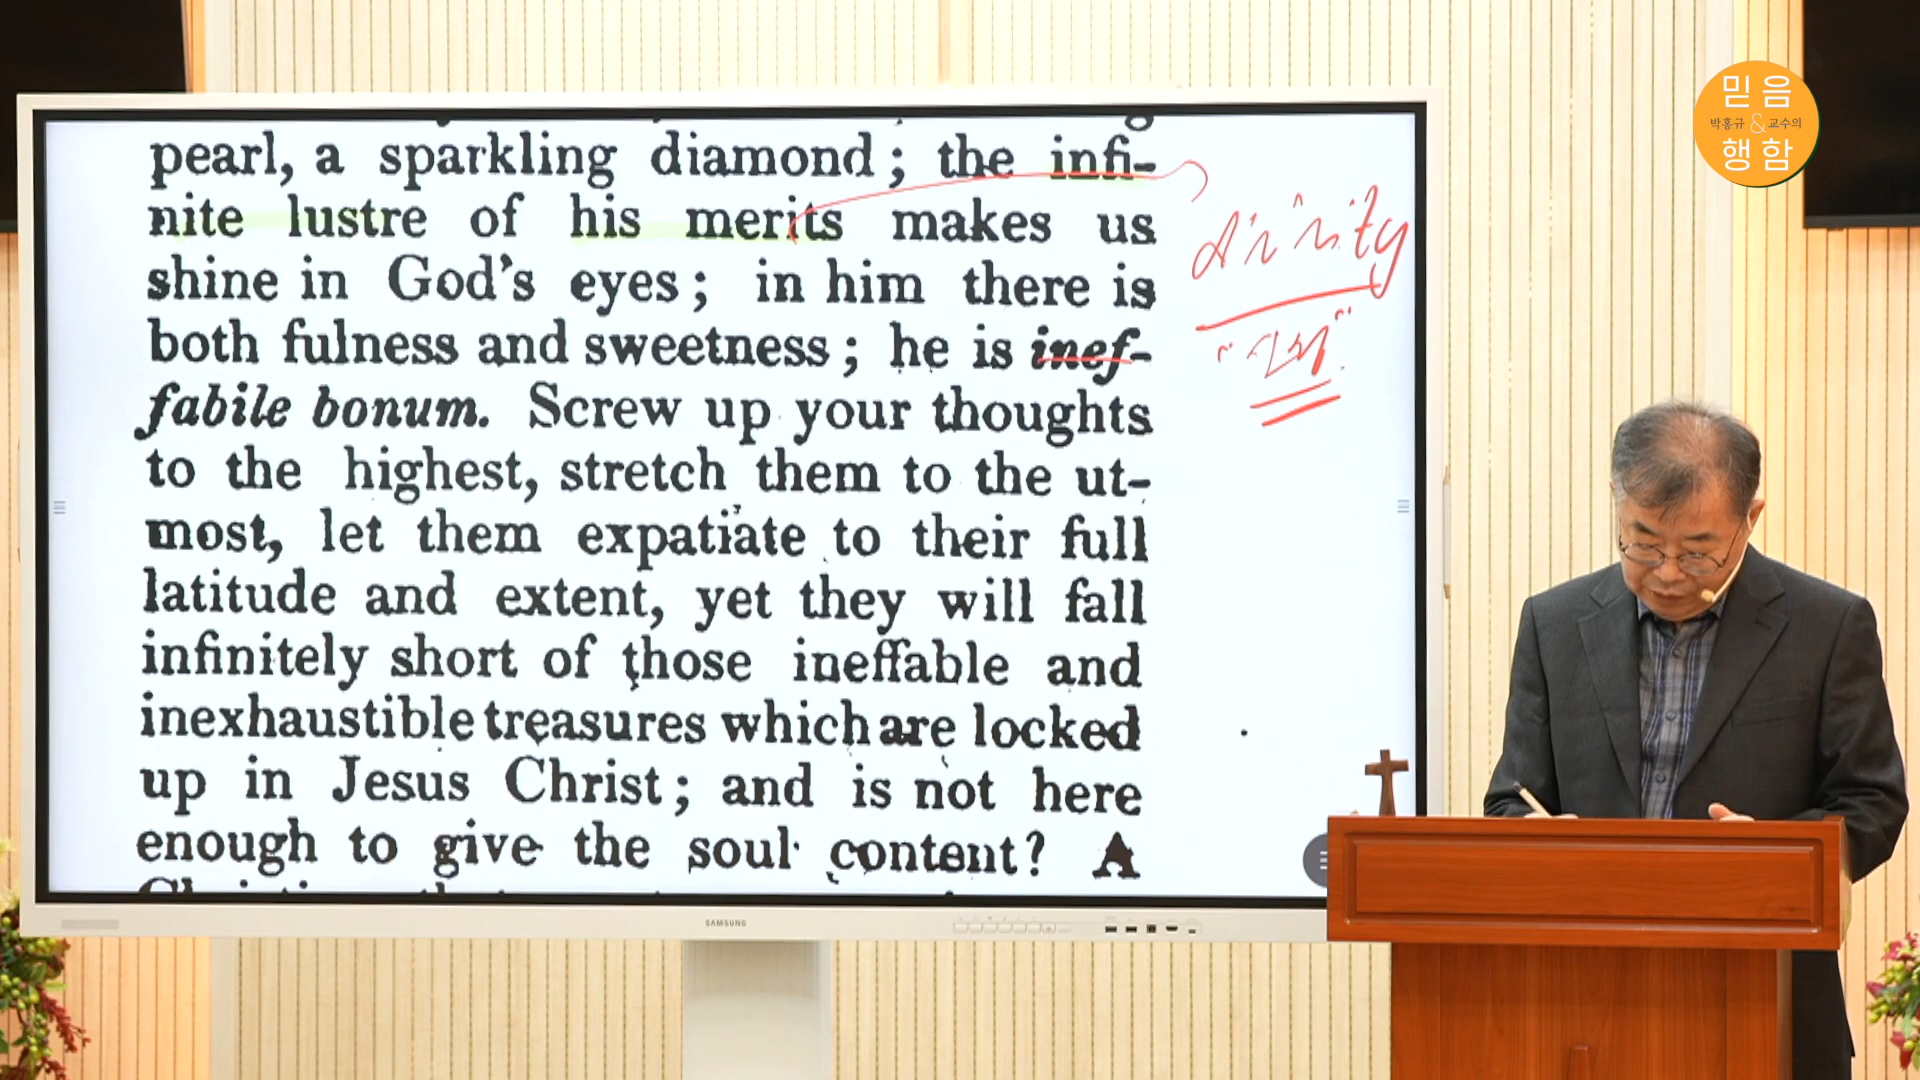 pearl, a sparkling diamond; the infi-
nite lustre of his merits makes us
shine in God's eyes; in him there is
both fulness and sweetness; he is inef-
fabile bonum. Screw up your thoughts
to the highest, stretch them to the ut-
most, let them expatiate to their full
latitude and extent, yet they will fall
infinitely short of those ineffable and
inexhaustible treasures which are locked
up in Jesus Christ; and is not here
enough to give the soul content? A
divinity
SAMSUNG
믿음
박홍규 & 교수의
행함